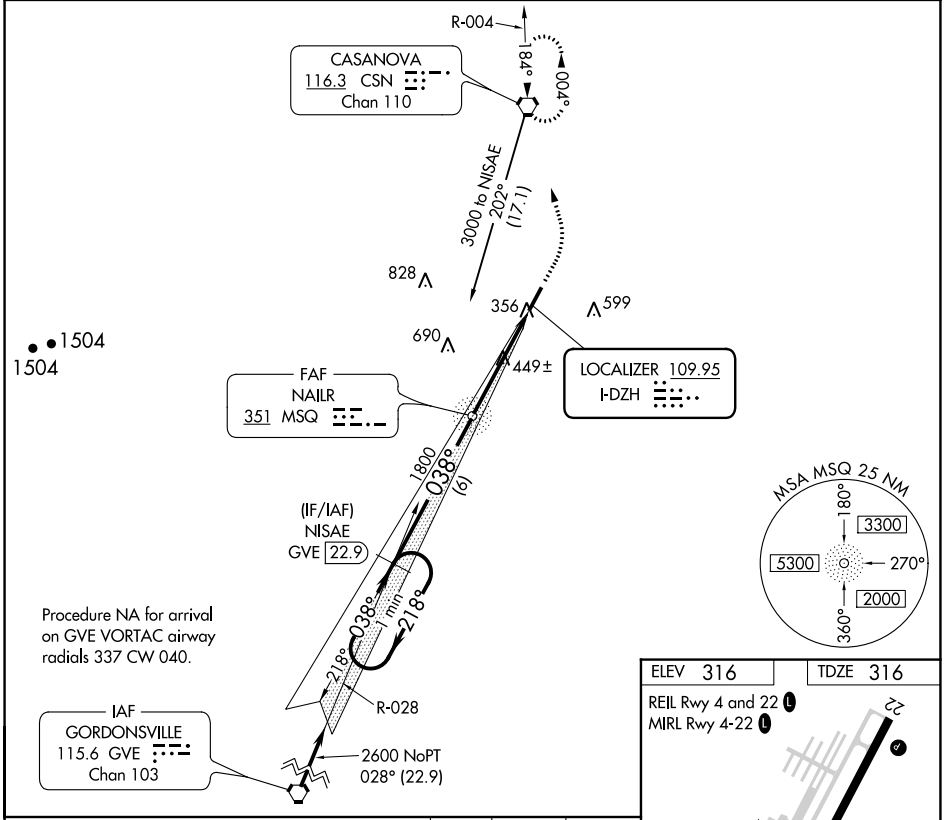 R-004
184°
004°
CASANOVA
116.3 CSN
Chan 110
3000 to NISAE
202°
(17.1)
828
356
599
690
1504
1504
449±
LOCALIZER 109.95
I-DZH
FAF
NAILR
351 MSQ
1800
038°
(6)
(IF/IAF)
NISAE
GVE 22.9
MSA MSQ 25 NM
180°
3300
5300
270°
2000
360°
038°
1 min
218°
218°
Procedure NA for arrival
on GVE VORTAC airway
radials 337 CW 040.
R-028
IAF
GORDONSVILLE
115.6 GVE
Chan 103
2600 NoPT
028° (22.9)
ELEV 316
TDZE 316
REIL Rwy 4 and 22 L
MIRL Rwy 4-22 L
22
P